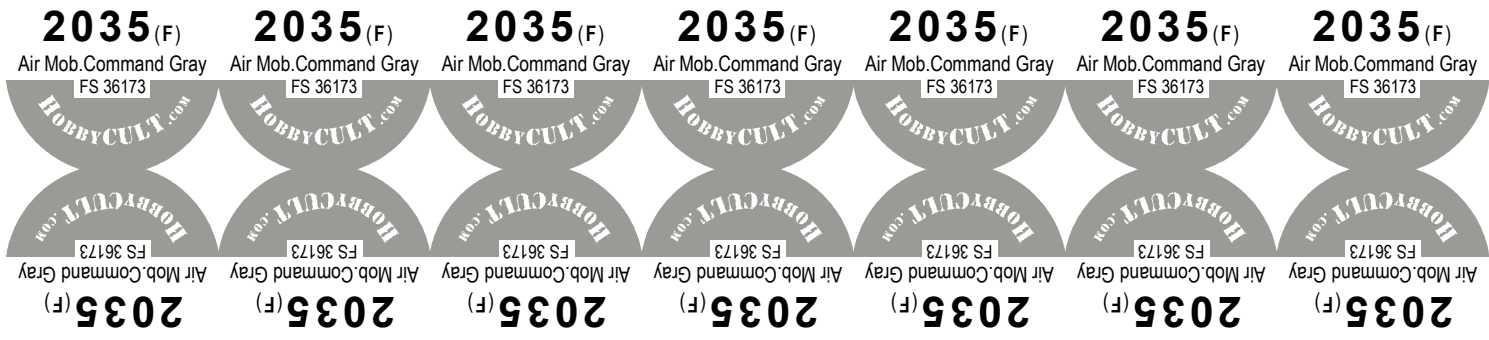 2035(F) 2035(F) 2035(F) 2035(F) 2035(F) 2035(F) 2035(F)
Air Mob.Command Gray Air Mob.Command Gray Air Mob.Command Gray Air Mob.Command Gray Air Mob.Command Gray Air Mob.Command Gray Air Mob.Command Gray
FS 36173 FS 36173 FS 36173 FS 36173 FS 36173 FS 36173 FS 36173
HOBBYCULT.COM HOBBYCULT.COM HOBBYCULT.COM HOBBYCULT.COM HOBBYCULT.COM HOBBYCULT.COM HOBBYCULT.COM
HOBBYCULT.COM HOBBYCULT.COM HOBBYCULT.COM HOBBYCULT.COM HOBBYCULT.COM HOBBYCULT.COM HOBBYCULT.COM
FS 36173 FS 36173 FS 36173 FS 36173 FS 36173 FS 36173 FS 36173
Air Mob.Command Gray Air Mob.Command Gray Air Mob.Command Gray Air Mob.Command Gray Air Mob.Command Gray Air Mob.Command Gray Air Mob.Command Gray
2035(F) 2035(F) 2035(F) 2035(F) 2035(F) 2035(F) 2035(F)